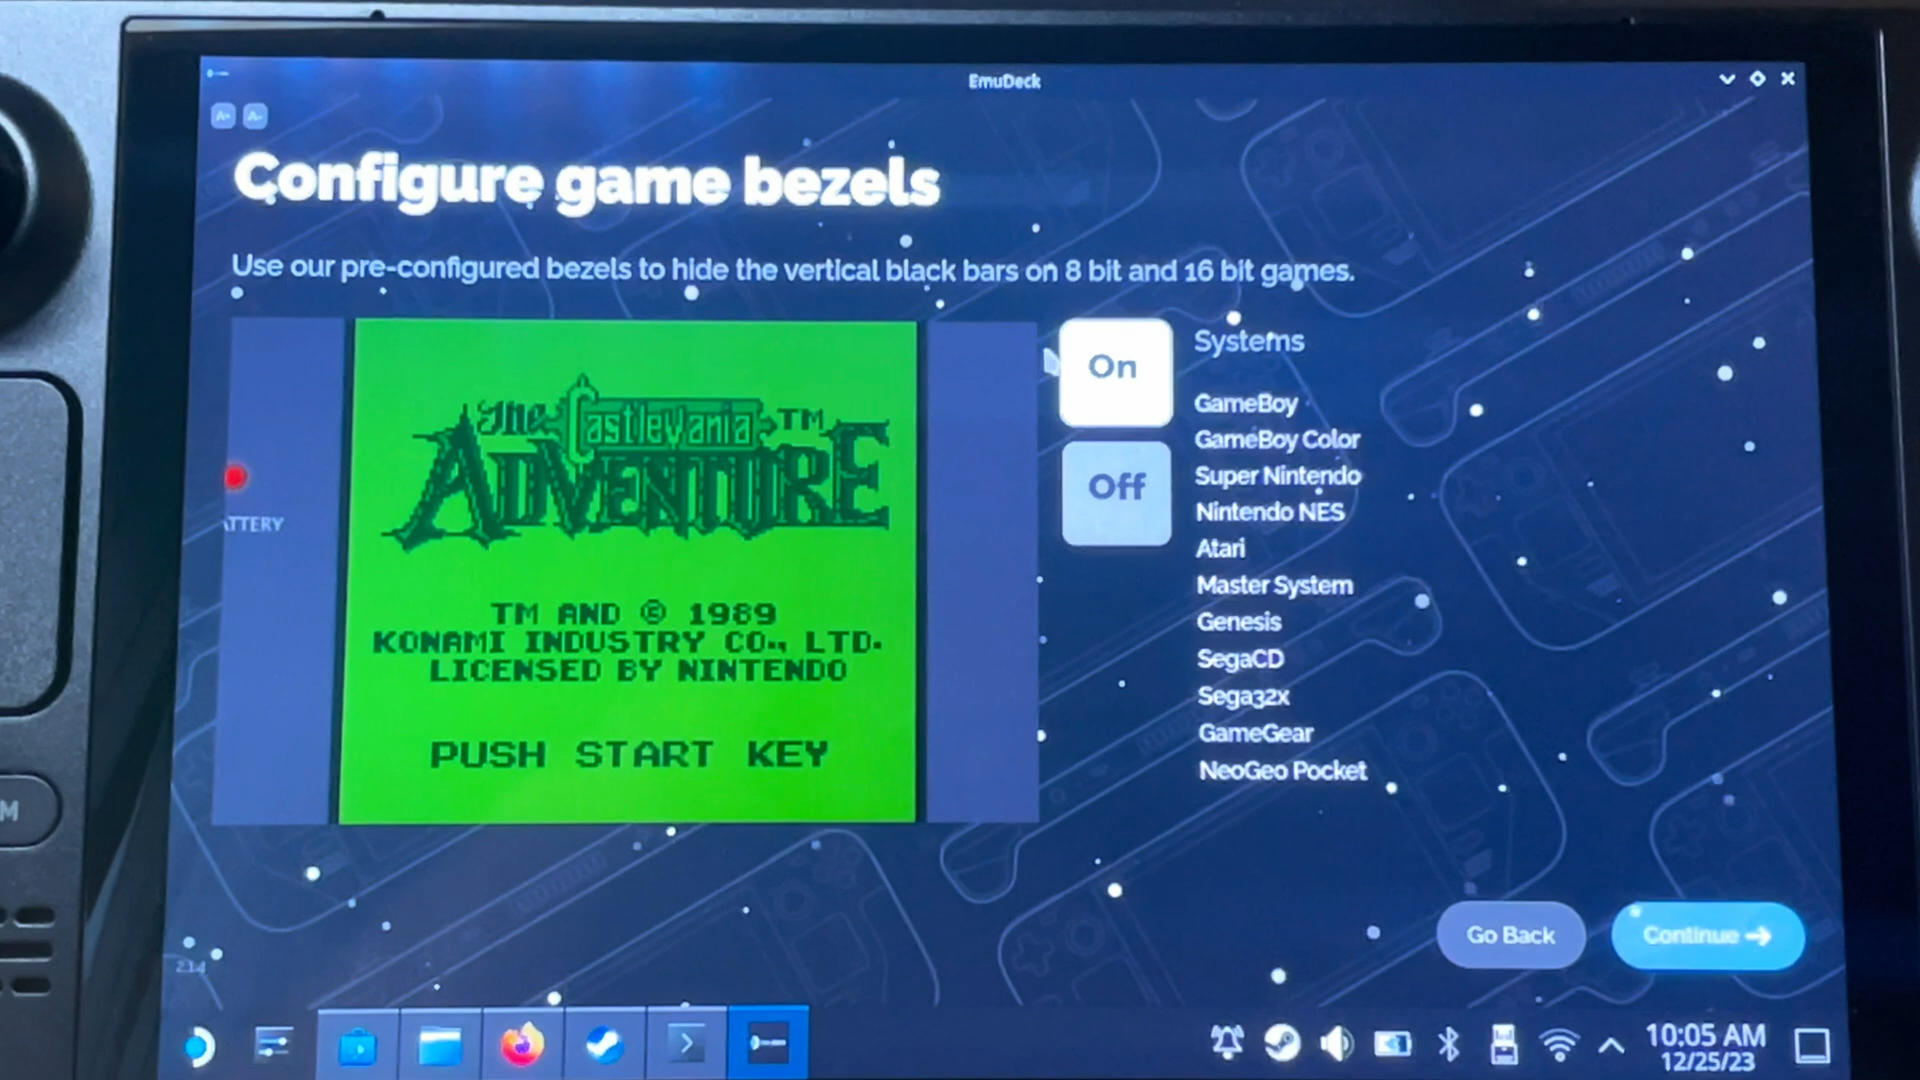 EmuDeck
A+ A-
Configure game bezels
Use our pre-configured bezels to hide the vertical black bars on 8 bit and 16 bit games.
The Castlevania TM
ADVENTURE
TM AND © 1989
KONAMI INDUSTRY CO., LTD.
LICENSED BY NINTENDO
PUSH START KEY
ATTERY
On
Off
Systems
GameBoy
GameBoy Color
Super Nintendo
Nintendo NES
Atari
Master System
Genesis
SegaCD
Sega32x
GameGear
NeoGeo Pocket
Go Back
Continue
M
10:05 AM
12/25/23